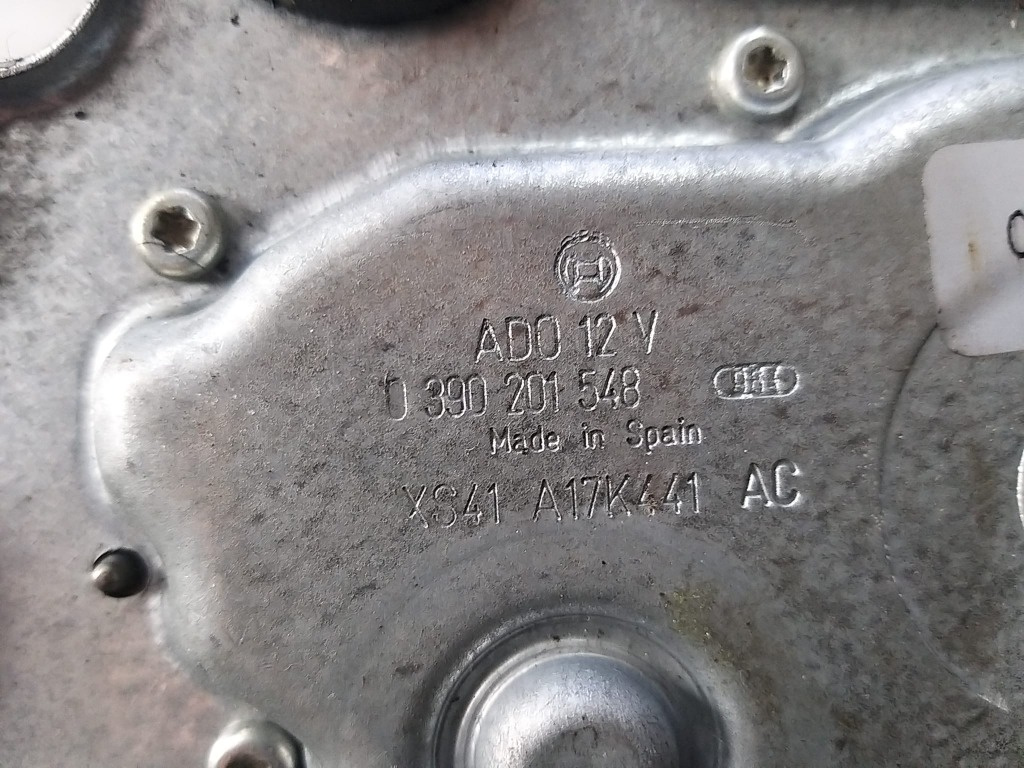 ADO 12 V
0 390 201 548
Made in Spain
XS41 A17K441 AC